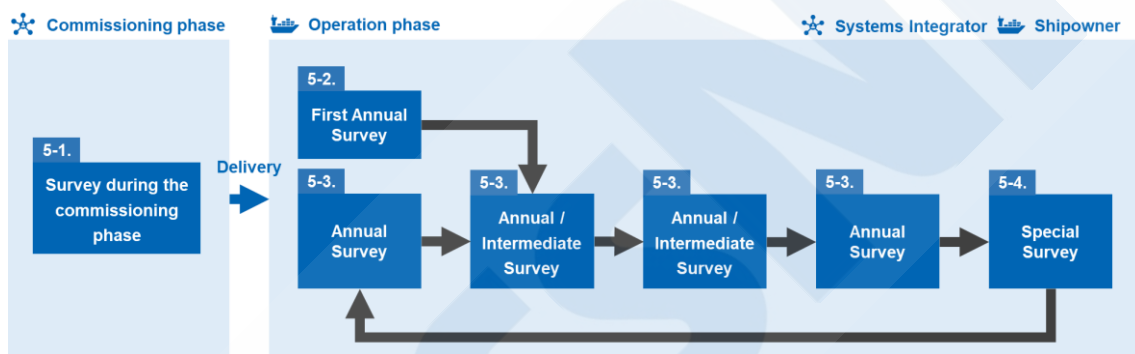 Commissioning phase
Operation phase
Systems Integrator
Shipowner
5-1.
Survey during the
commissioning
phase
Delivery
5-2.
First Annual
Survey
5-3.
Annual
Survey
5-3.
Annual /
Intermediate
Survey
5-3.
Annual /
Intermediate
Survey
5-3.
Annual
Survey
5-4.
Special
Survey